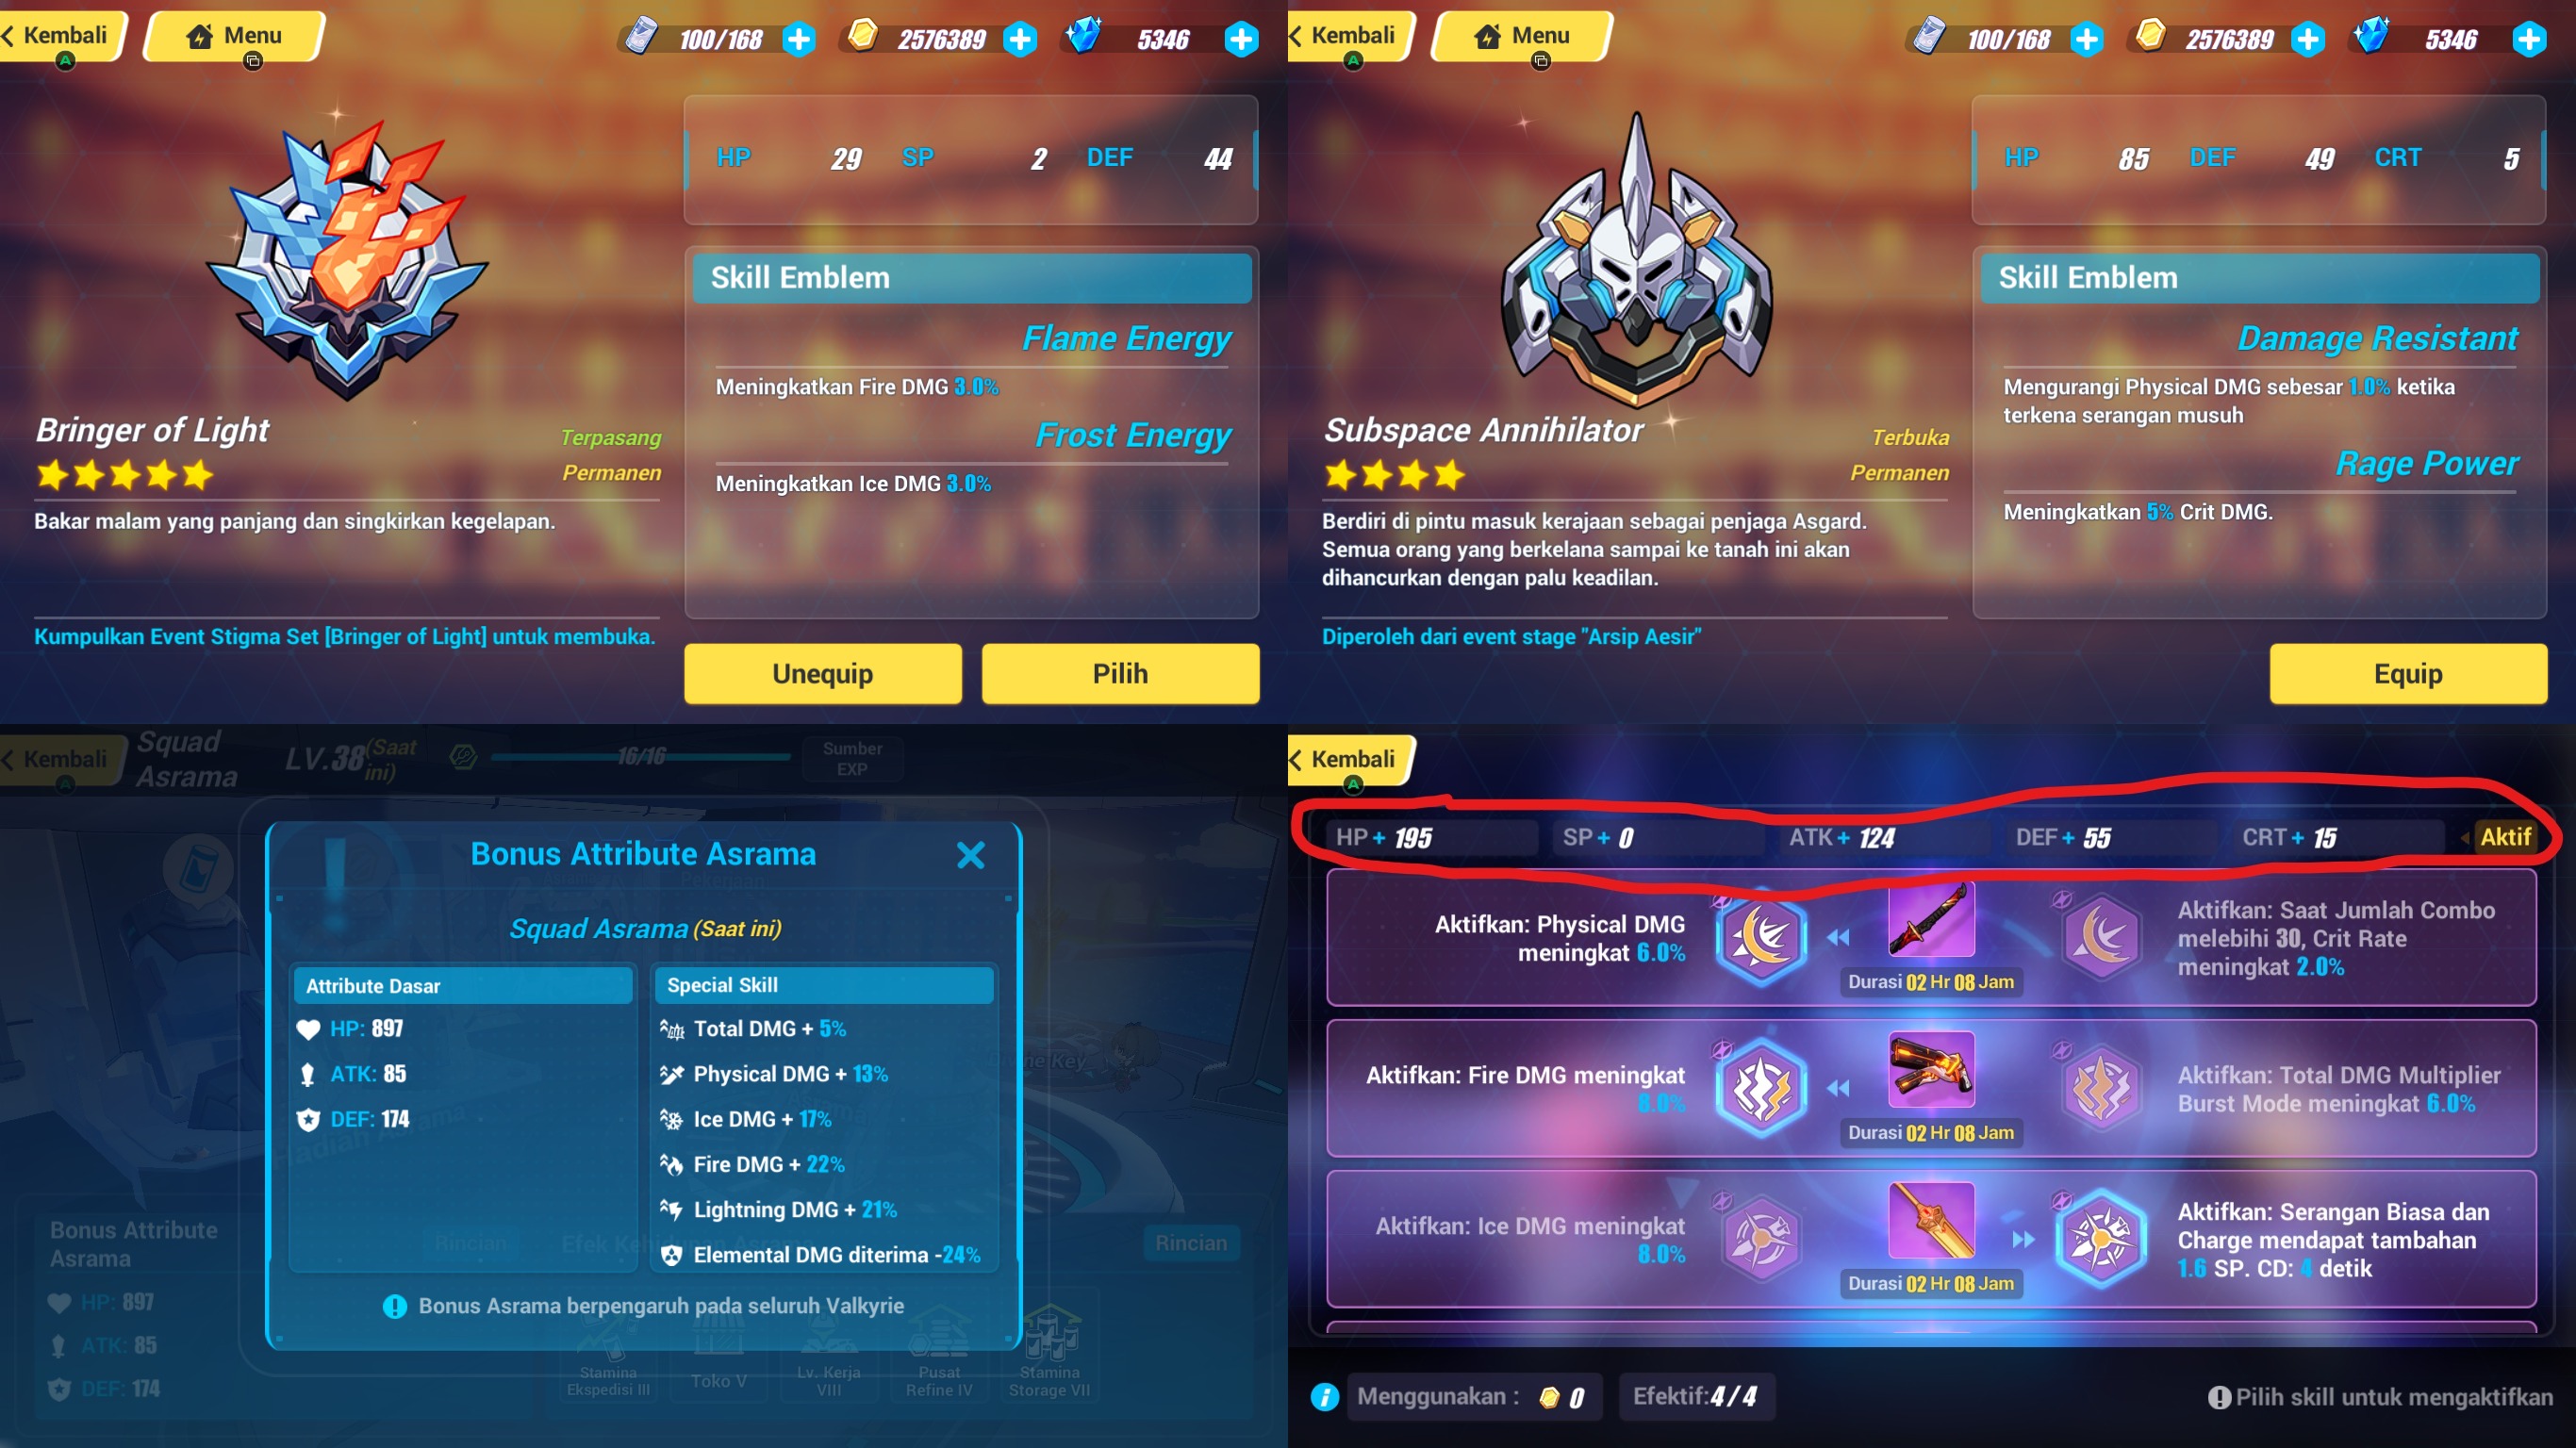 Kembali
A
Menu
100/168
2576389
5346
HP 29 SP 2 DEF 44
Skill Emblem
Flame Energy
Meningkatkan Fire DMG 3.0%
Frost Energy
Meningkatkan Ice DMG 3.0%
Bringer of Light
Terpasang
Permanen
Bakar malam yang panjang dan singkirkan kegelapan.
Kumpulkan Event Stigma Set [Bringer of Light] untuk membuka.
Unequip
Pilih
Kembali
A
Menu
100/168
2576389
5346
HP 85 DEF 49 CRT 5
Skill Emblem
Damage Resistant
Mengurangi Physical DMG sebesar 1.0% ketika
terkena serangan musuh
Rage Power
Meningkatkan 5% Crit DMG.
Subspace Annihilator
Terbuka
Permanen
Berdiri di pintu masuk kerajaan sebagai penjaga Asgard.
Semua orang yang berkelana sampai ke tanah ini akan
dihancurkan dengan palu keadilan.
Diperoleh dari event stage "Arsip Aesir"
Equip
Kembali
A
Squad
Asrama
LV.38
(Saat
ini)
16/16
Sumber
EXP
Bonus Attribute Asrama
Squad Asrama (Saat ini)
Attribute Dasar
HP: 897
ATK: 85
DEF: 174
Special Skill
Total DMG + 5%
Physical DMG + 13%
Ice DMG + 17%
Fire DMG + 22%
Lightning DMG + 21%
Elemental DMG diterima -24%
Bonus Asrama berpengaruh pada seluruh Valkyrie
Bonus Attribute
Asrama
Rincian
Rincian
HP: 897
ATK: 85
DEF: 174
Stamina
Ekspedisi III
Toko V
Lv. Kerja
VIII
Pusat
Refine IV
Stamina
Storage VII
Kembali
A
HP + 195
SP + 0
ATK + 124
DEF + 55
CRT + 15
Aktif
Aktifkan: Physical DMG
meningkat 6.0%
Durasi 02 Hr 08 Jam
Aktifkan: Saat Jumlah Combo
melebihi 30, Crit Rate
meningkat 2.0%
Aktifkan: Fire DMG meningkat
8.0%
Durasi 02 Hr 08 Jam
Aktifkan: Total DMG Multiplier
Burst Mode meningkat 6.0%
Aktifkan: Ice DMG meningkat
8.0%
Durasi 02 Hr 08 Jam
Aktifkan: Serangan Biasa dan
Charge mendapat tambahan
1.6 SP. CD: 4 detik
Menggunakan : 0
Efektif:4/4
Pilih skill untuk mengaktifkan